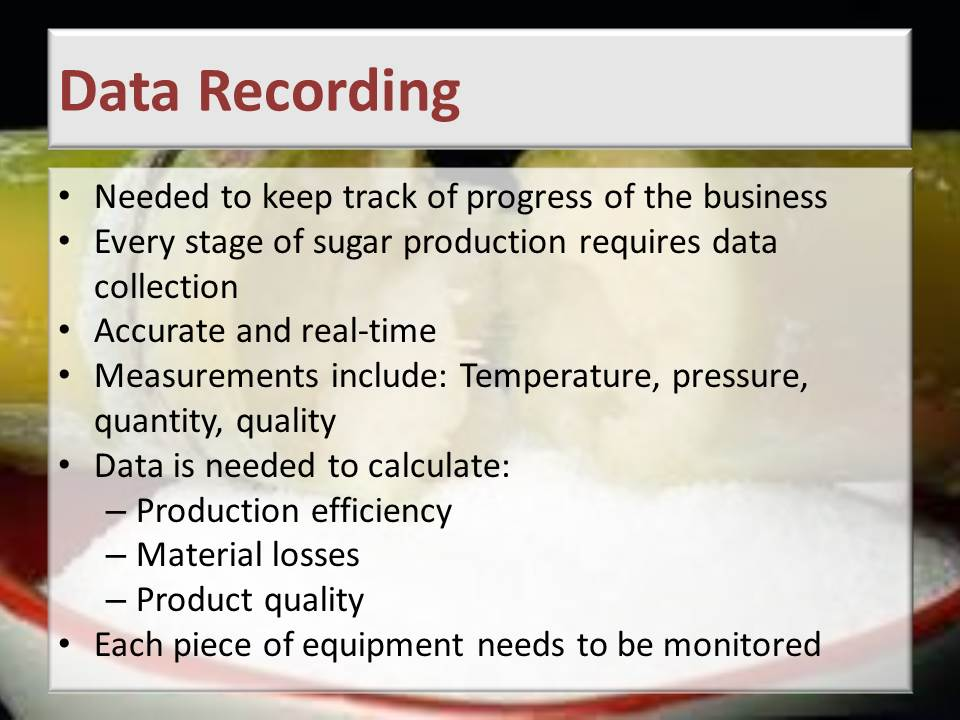 Data Recording
• Needed to keep track of progress of the business
• Every stage of sugar production requires data
collection
• Accurate and real-time
• Measurements include: Temperature, pressure,
quantity, quality
• Data is needed to calculate:
– Production efficiency
– Material losses
– Product quality
• Each piece of equipment needs to be monitored